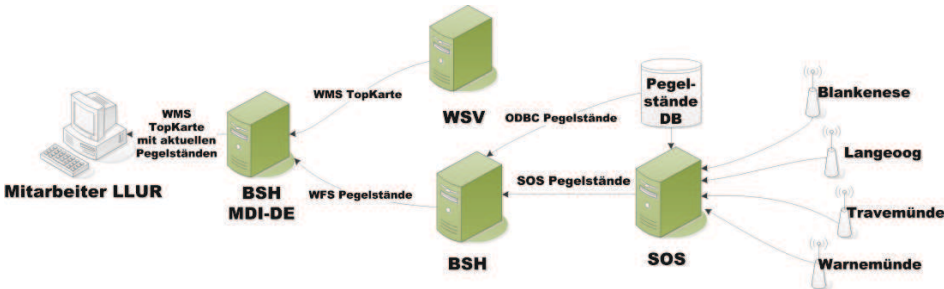 WMS
TopKarte
mit aktuellen
Pegelständen
Mitarbeiter LLUR
BSH
MDI-DE
WMS TopKarte
WFS Pegelstände
WSV
ODBC Pegelstände
BSH
SOS Pegelstände
Pegel-
stände
DB
SOS
Blankenese
Langeoog
Travemünde
Warnemünde